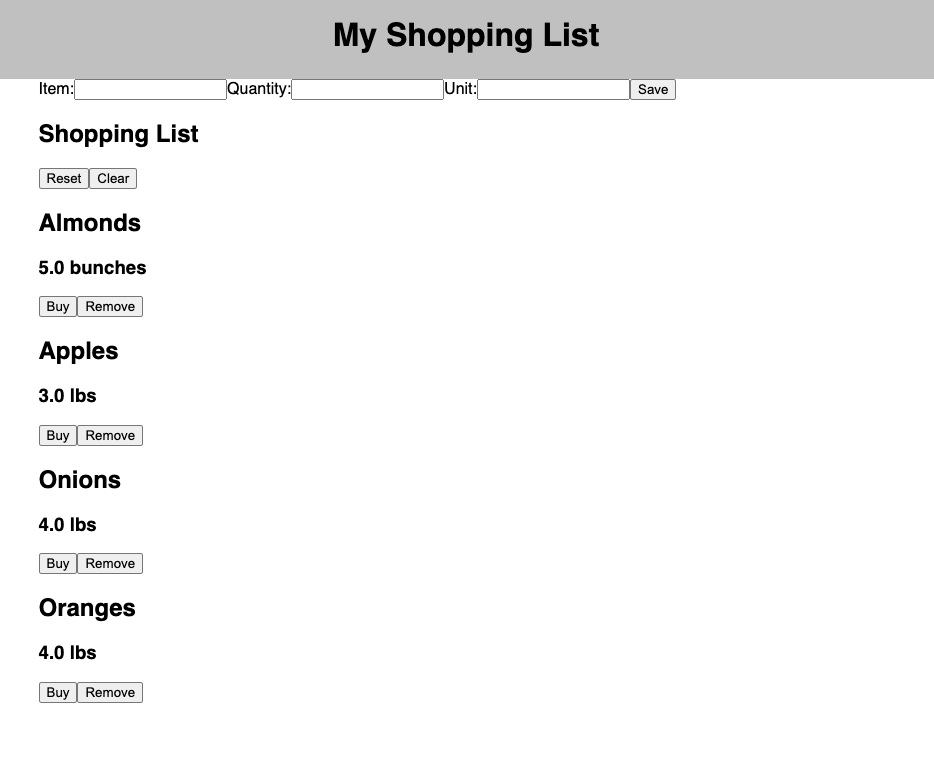 My Shopping List
Item: Quantity: Unit: Save
Shopping List
Reset Clear
Almonds
5.0 bunches
Buy Remove
Apples
3.0 lbs
Buy Remove
Onions
4.0 lbs
Buy Remove
Oranges
4.0 lbs
Buy Remove